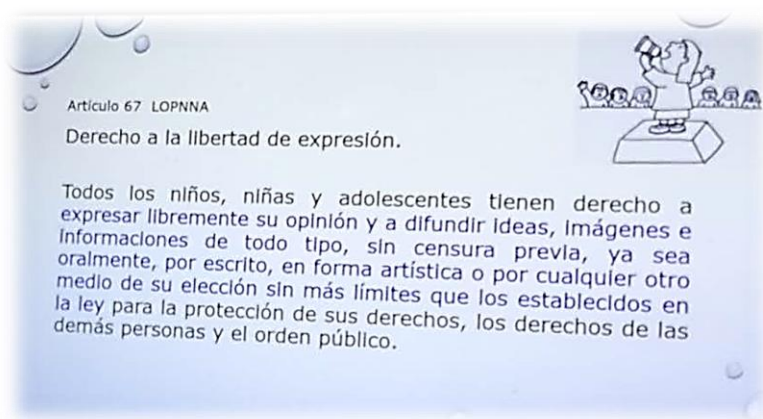 Artículo 67 LOPNNA
Derecho a la libertad de expresión.
Todos los niños, niñas y adolescentes tienen derecho a
expresar libremente su opinión y a difundir ideas, imágenes e
informaciones de todo tipo, sin censura previa, ya sea
oralmente, por escrito, en forma artística o por cualquier otro
medio de su elección sin más límites que los establecidos en
la ley para la protección de sus derechos, los derechos de las
demás personas y el orden público.